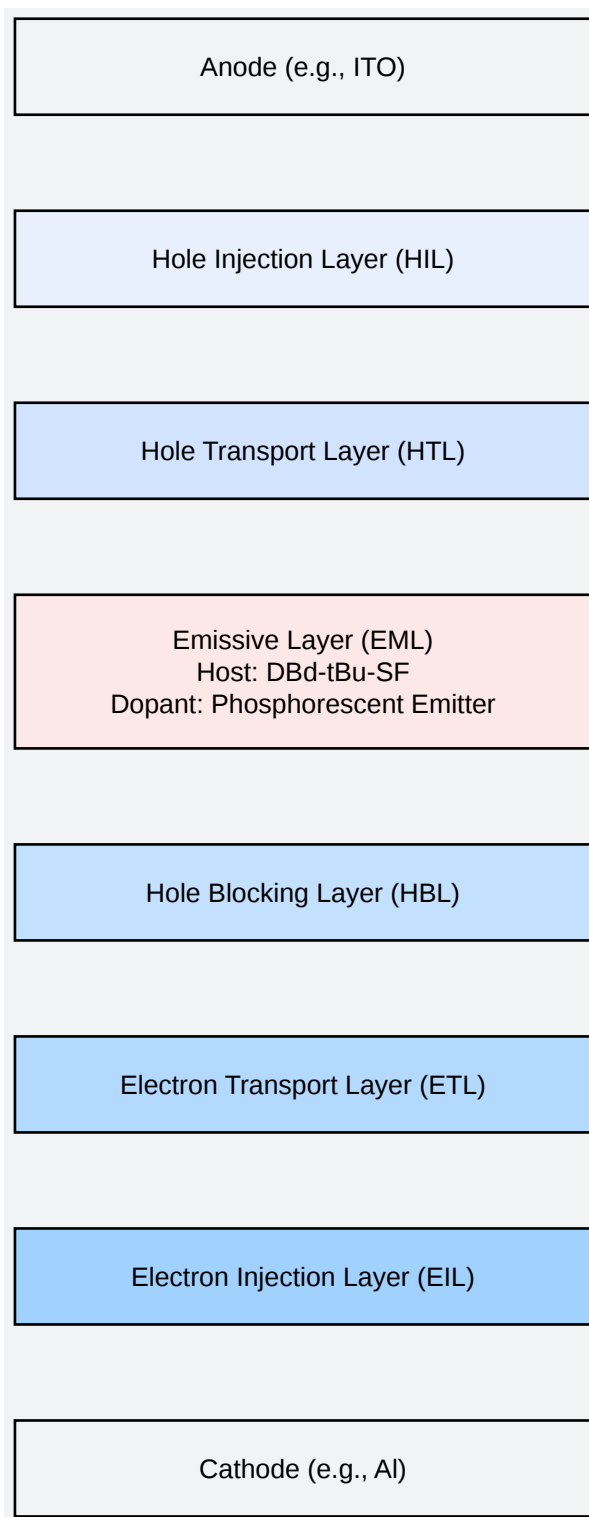 Anode (e.g., ITO)
Hole Injection Layer (HIL)
Hole Transport Layer (HTL)
Emissive Layer (EML)
Host: DBd-tBu-SF
Dopant: Phosphorescent Emitter
Hole Blocking Layer (HBL)
Electron Transport Layer (ETL)
Electron Injection Layer (EIL)
Cathode (e.g., Al)